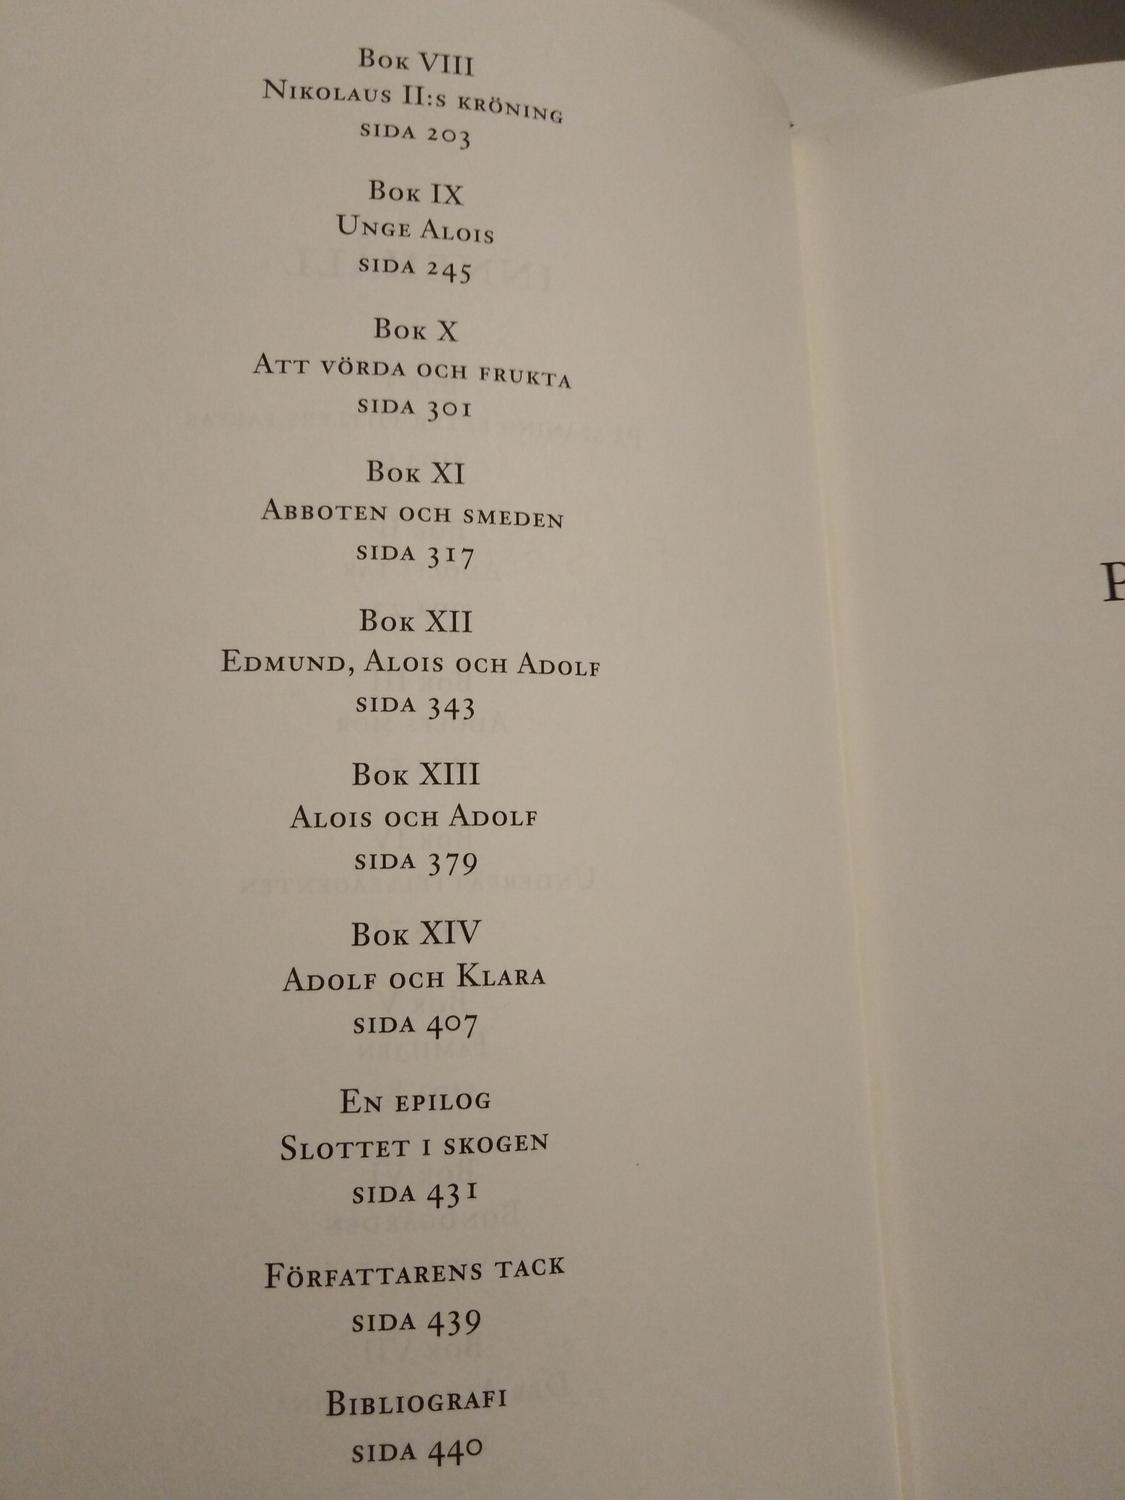 Bok VIII
Nikolaus II:s kröning
sida 203
Bok IX
Unge Alois
sida 245
Bok X
Att vörda och frukta
sida 301
Bok XI
Abboten och smeden
sida 317
Bok XII
Edmund, Alois och Adolf
sida 343
Bok XIII
Alois och Adolf
sida 379
Bok XIV
Adolf och Klara
sida 407
En epilog
Slottet i skogen
sida 431
Författarens tack
sida 439
Bibliografi
sida 440